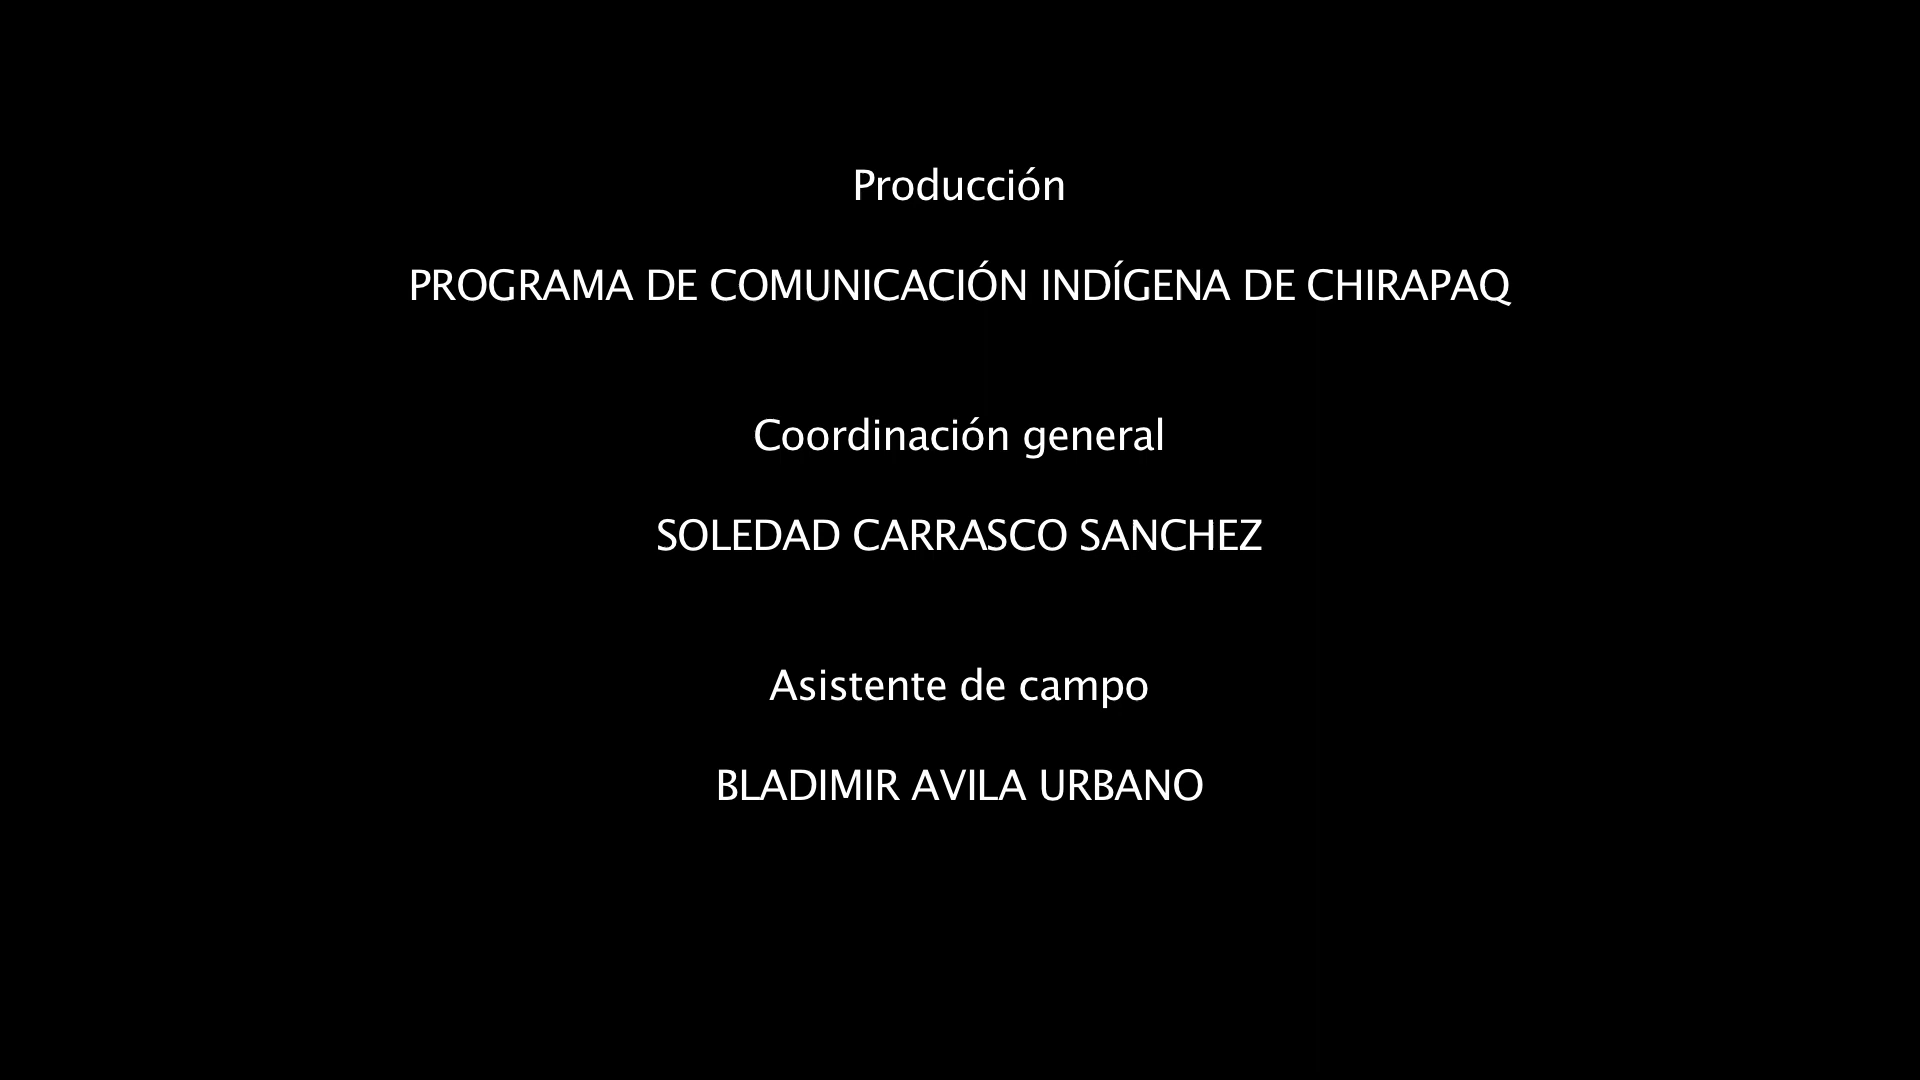 Producción
PROGRAMA DE COMUNICACIÓN INDÍGENA DE CHIRAPAQ
Coordinación general
SOLEDAD CARRASCO SANCHEZ
Asistente de campo
BLADIMIR AVILA URBANO